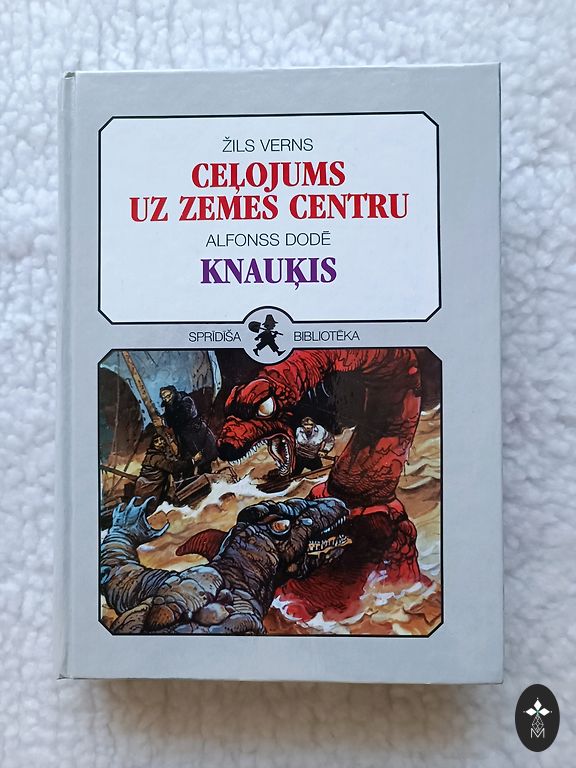 ŽILS VERNS
CEĻOJUMS
UZ ZEMES CENTRU
ALFONSS DODĒ
KNAUĶIS
SPRĪDĪŠA BIBLIOTĒKA
M